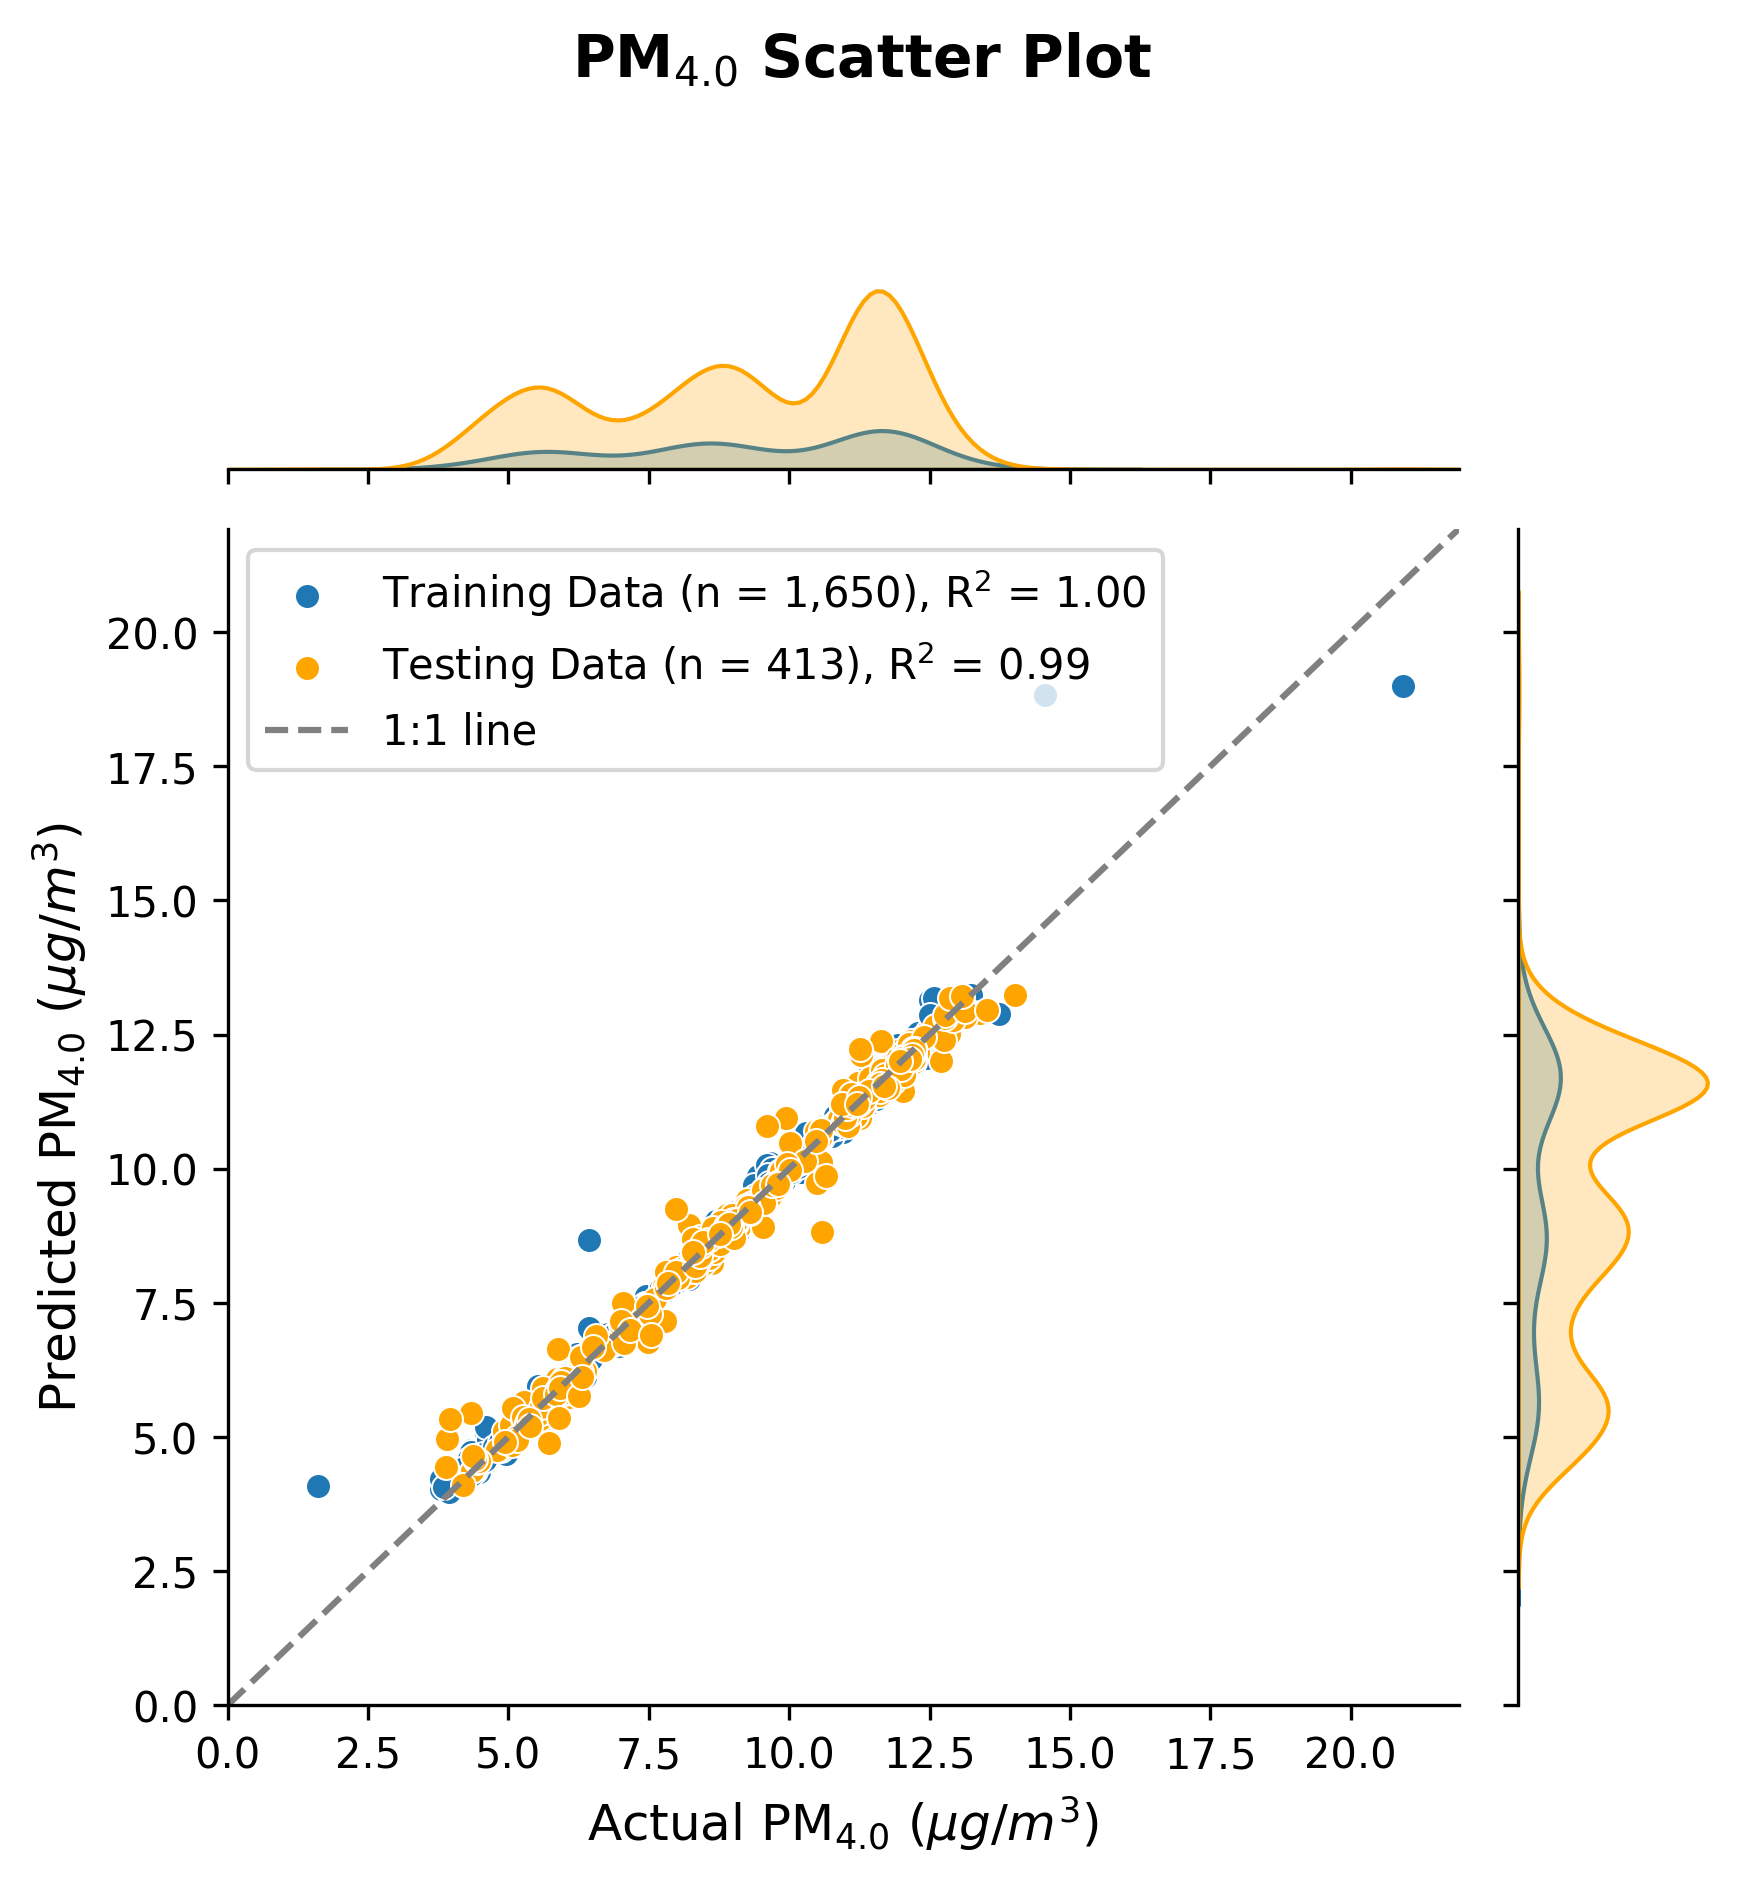 PM4.0 Scatter Plot
Training Data (n = 1,650), R² = 1.00
Testing Data (n = 413), R² = 0.99
1:1 line
20.0
17.5
15.0
12.5
10.0
7.5
5.0
2.5
0.0
Predicted PM4.0 (μg/m³)
0.0 2.5 5.0 7.5 10.0 12.5 15.0 17.5 20.0
Actual PM4.0 (μg/m³)